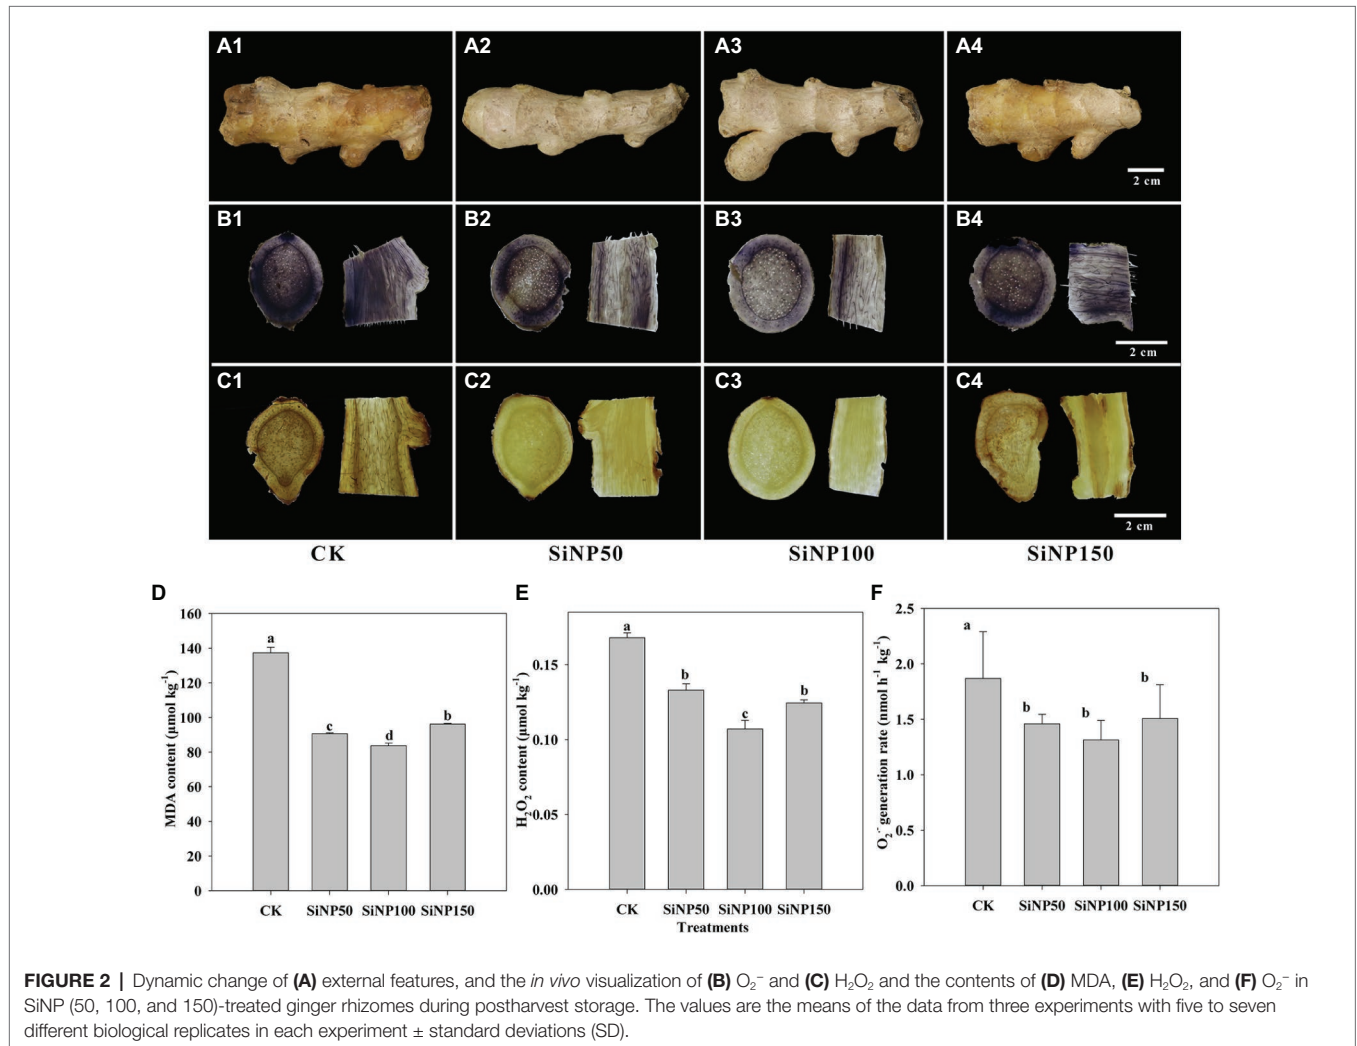 A1 A2 A3 A4
2 cm
B1 B2 B3 B4
2 cm
C1 C2 C3 C4
2 cm
CK SiNP50 SiNP100 SiNP150
D
MDA content (μmol kg⁻¹)
160
140
120
100
80
60
40
20
0
a
c
d
b
CK SiNP50 SiNP100 SiNP150
E
H₂O₂ content (μmol kg⁻¹)
0.15
0.10
0.05
0.00
a
b
c
b
CK SiNP50 SiNP100 SiNP150
Treatments
F
O₂·⁻ generation rate (nmol h⁻¹ kg⁻¹)
2.5
2.0
1.5
1.0
0.5
0.0
a
b
b
b
CK SiNP50 SiNP100 SiNP150
FIGURE 2 | Dynamic change of (A) external features, and the in vivo visualization of (B) O₂⁻ and (C) H₂O₂ and the contents of (D) MDA, (E) H₂O₂, and (F) O₂⁻ in
SiNP (50, 100, and 150)-treated ginger rhizomes during postharvest storage. The values are the means of the data from three experiments with five to seven
different biological replicates in each experiment ± standard deviations (SD).